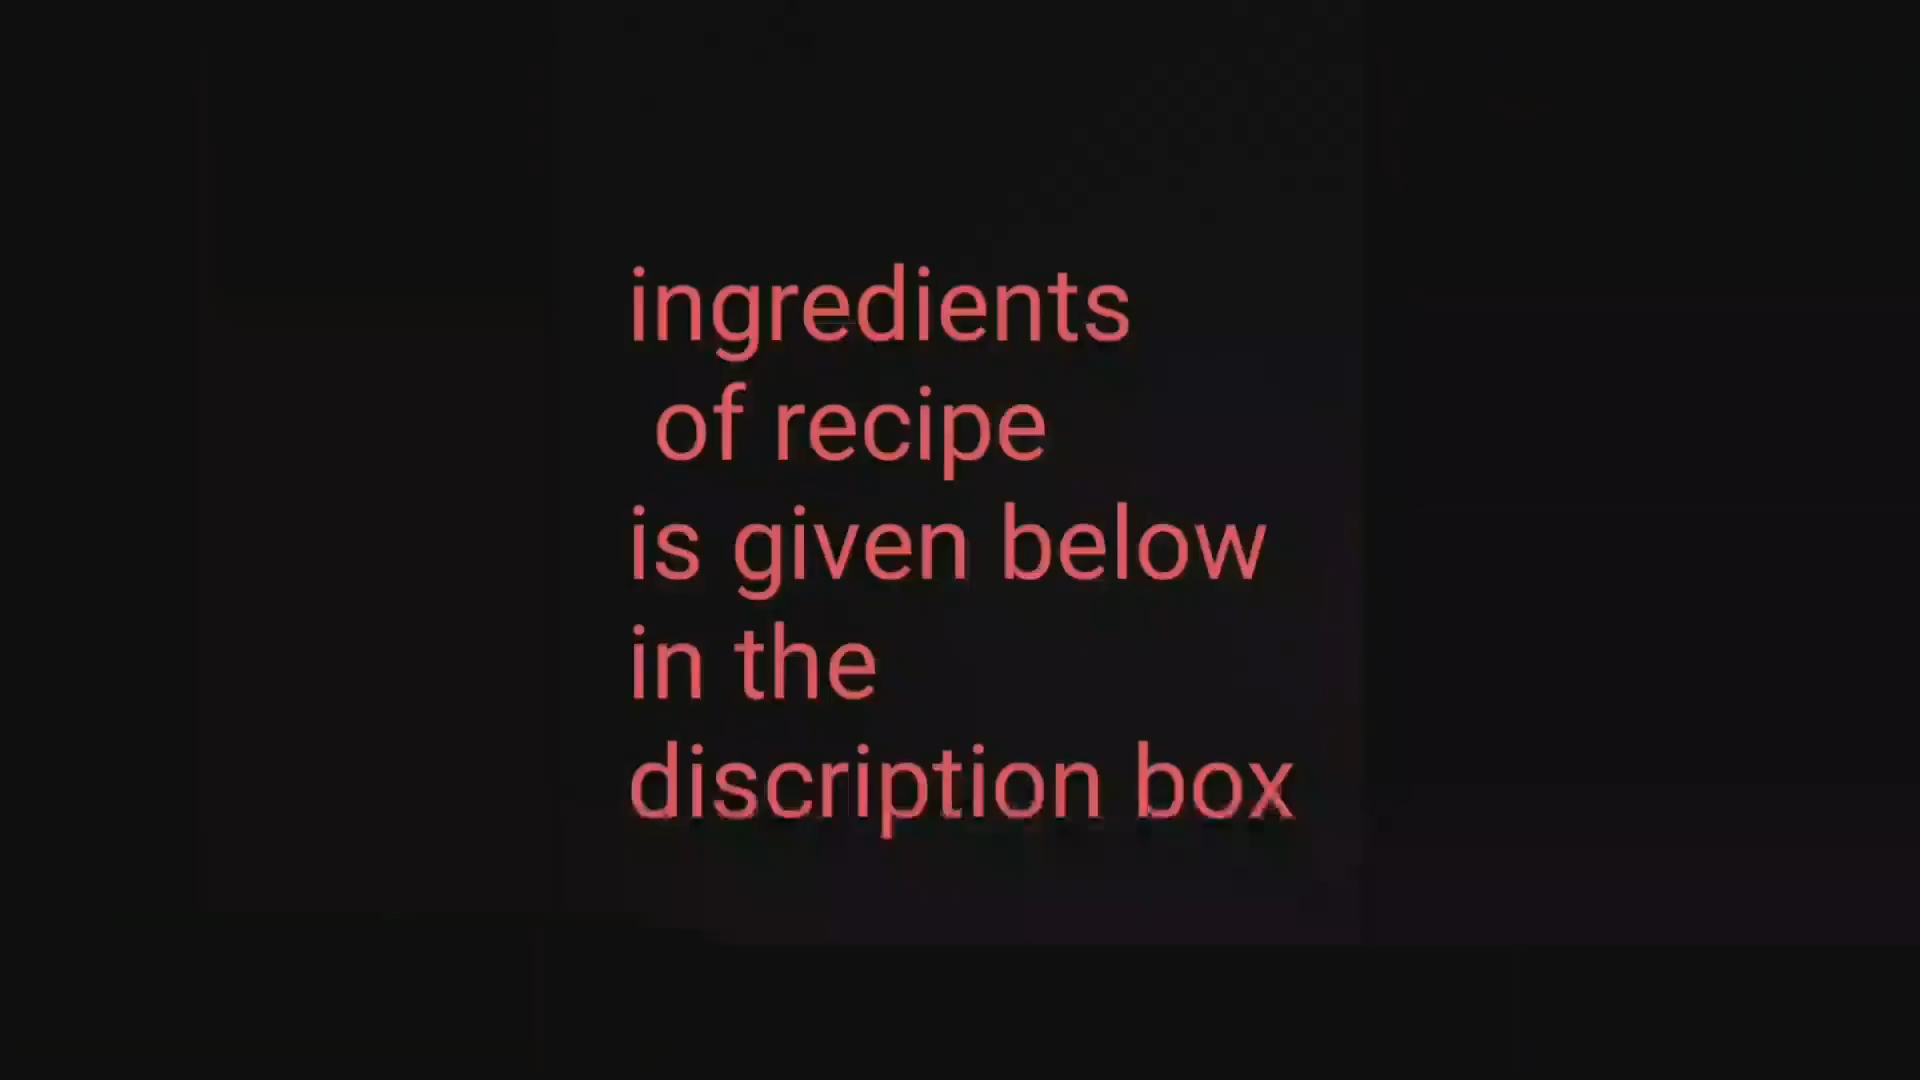 ingredients
of recipe
is given below
in the
discription box